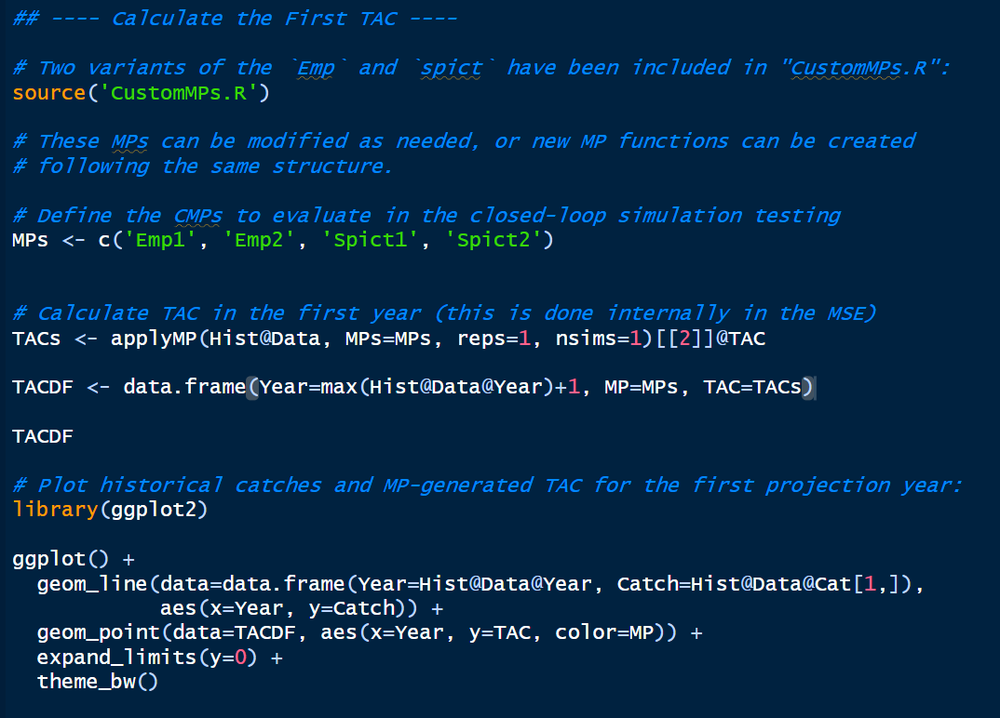 ## ---- Calculate the First TAC ----
# Two variants of the `Emp` and `spict` have been included in "CustomMPs.R":
source('CustomMPs.R')
# These MPs can be modified as needed, or new MP functions can be created
# following the same structure.
# Define the CMPs to evaluate in the closed-loop simulation testing
MPs <- c('Emp1', 'Emp2', 'Spict1', 'Spict2')
# Calculate TAC in the first year (this is done internally in the MSE)
TACs <- applyMP(Hist@Data, MPs=MPs, reps=1, nsims=1)[[2]]@TAC
TACDF <- data.frame(Year=max(Hist@Data@Year)+1, MP=MPs, TAC=TACs)
TACDF
# Plot historical catches and MP-generated TAC for the first projection year:
library(ggplot2)
ggplot() +
  geom_line(data=data.frame(Year=Hist@Data@Year, Catch=Hist@Data@Cat[1,]),
            aes(x=Year, y=Catch)) +
  geom_point(data=TACDF, aes(x=Year, y=TAC, color=MP)) +
  expand_limits(y=0) +
  theme_bw()